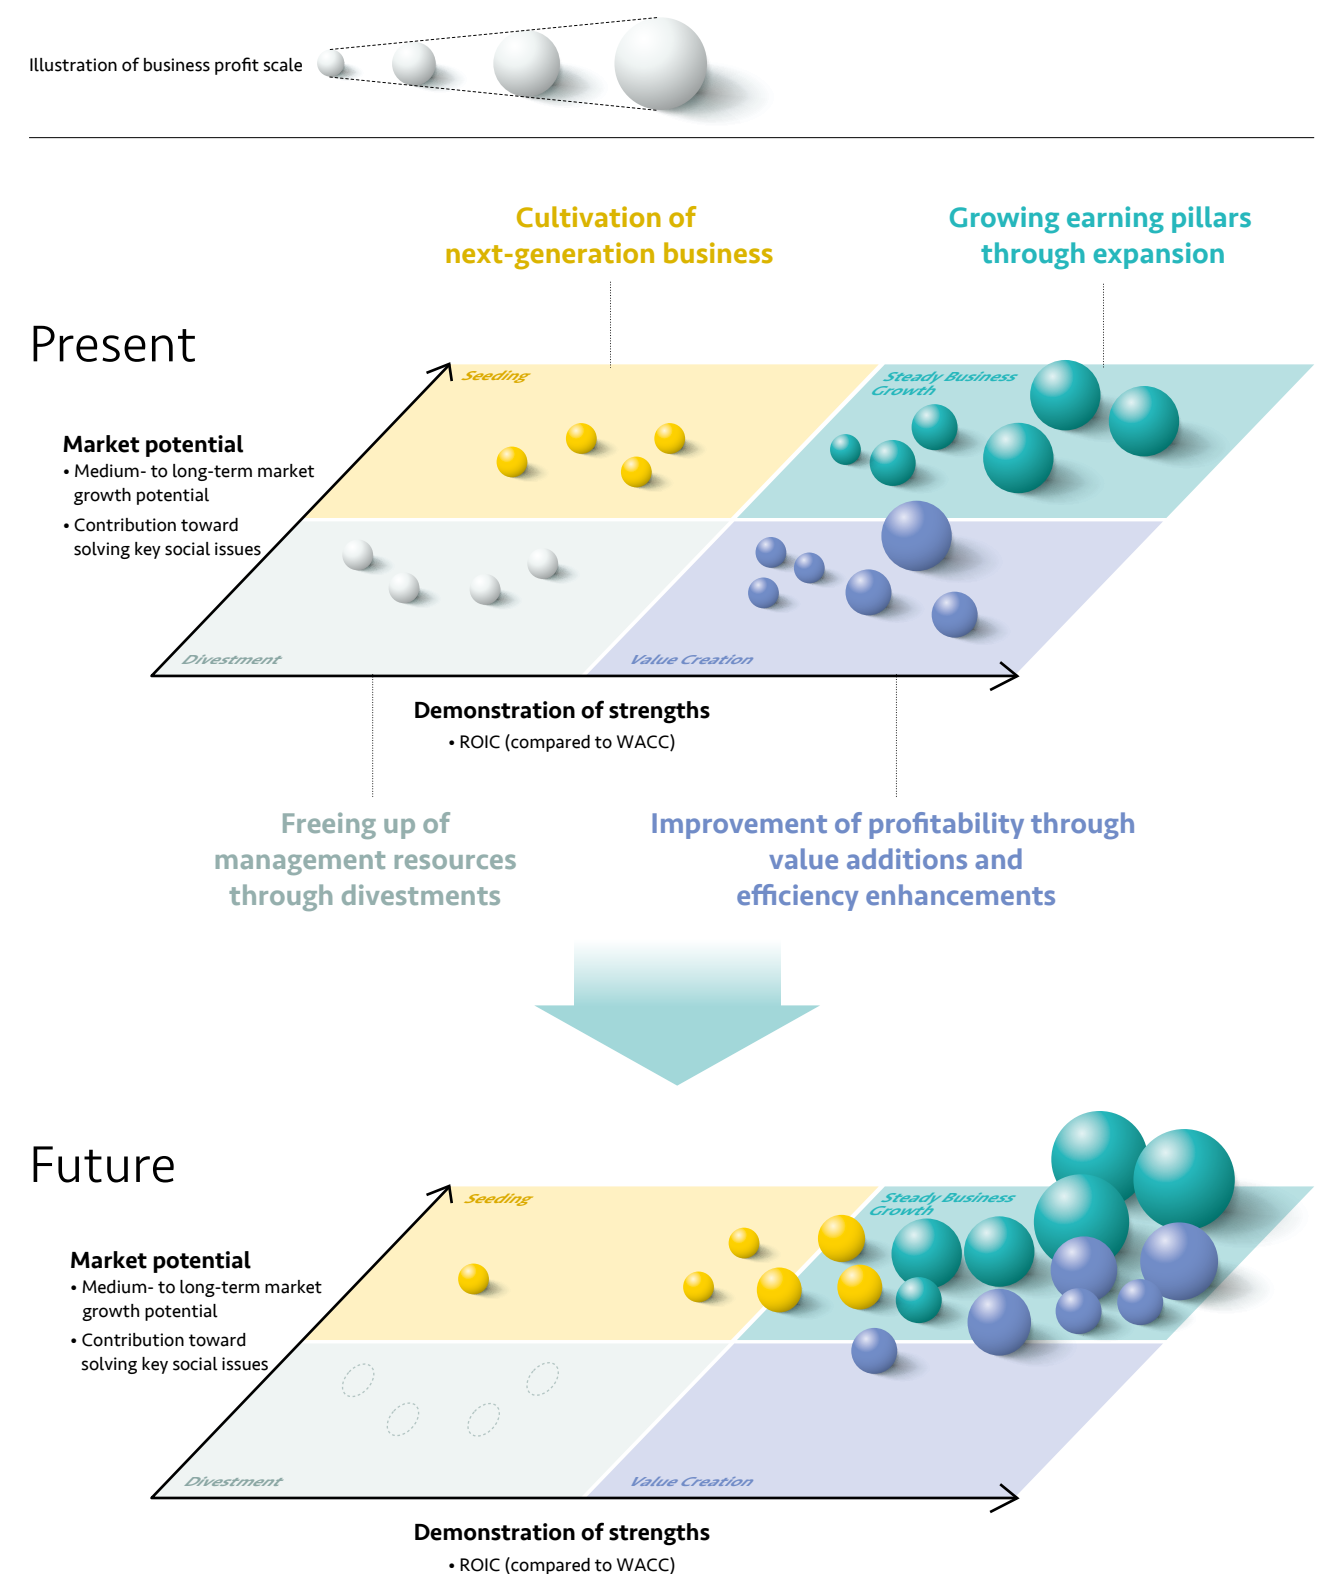 Illustration of business profit scale
Cultivation of
next-generation business
Growing earning pillars
through expansion
Present
Seeding
Steady Business
Growth
Market potential
• Medium- to long-term market
growth potential
• Contribution toward
solving key social issues
Divestment
Value Creation
Demonstration of strengths
• ROIC (compared to WACC)
Freeing up of
management resources
through divestments
Improvement of profitability through
value additions and
efficiency enhancements
Future
Seeding
Steady Business
Growth
Market potential
• Medium- to long-term market
growth potential
• Contribution toward
solving key social issues
Divestment
Value Creation
Demonstration of strengths
• ROIC (compared to WACC)